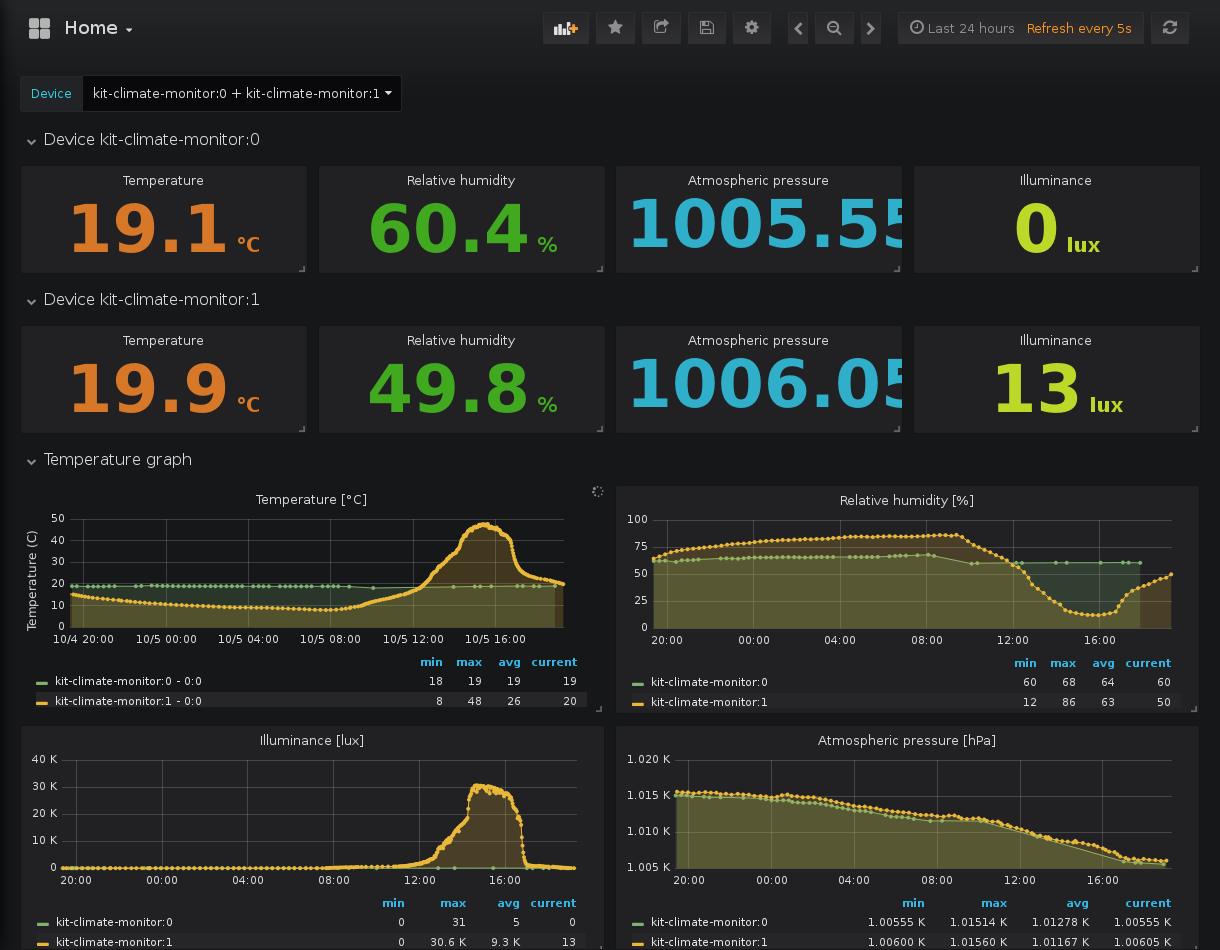 Home
Last 24 hours Refresh every 5s
Device kit-climate-monitor:0 + kit-climate-monitor:1
Device kit-climate-monitor:0
Temperature Relative humidity Atmospheric pressure Illuminance
19.1 °C 60.4 % 1005.55 0 lux
Device kit-climate-monitor:1
Temperature Relative humidity Atmospheric pressure Illuminance
19.9 °C 49.8 % 1006.05 13 lux
Temperature graph
Temperature [°C]
Temperature (C)
50
40
30
20
10
0
10/4 20:00 10/5 00:00 10/5 04:00 10/5 08:00 10/5 12:00 10/5 16:00
min max avg current
kit-climate-monitor:0 - 0:0 18 19 19 19
kit-climate-monitor:1 - 0:0 8 48 26 20
Relative humidity [%]
100
75
50
25
0
20:00 00:00 04:00 08:00 12:00 16:00
min max avg current
kit-climate-monitor:0 60 68 64 60
kit-climate-monitor:1 12 86 63 50
Illuminance [lux]
40 K
30 K
20 K
10 K
0
20:00 00:00 04:00 08:00 12:00 16:00
min max avg current
kit-climate-monitor:0 0 31 5 0
kit-climate-monitor:1 0 30.6 K 9.3 K 13
Atmospheric pressure [hPa]
1.020 K
1.015 K
1.010 K
1.005 K
20:00 00:00 04:00 08:00 12:00 16:00
min max avg current
kit-climate-monitor:0 1.00555 K 1.01514 K 1.01278 K 1.00555 K
kit-climate-monitor:1 1.00600 K 1.01560 K 1.01167 K 1.00605 K